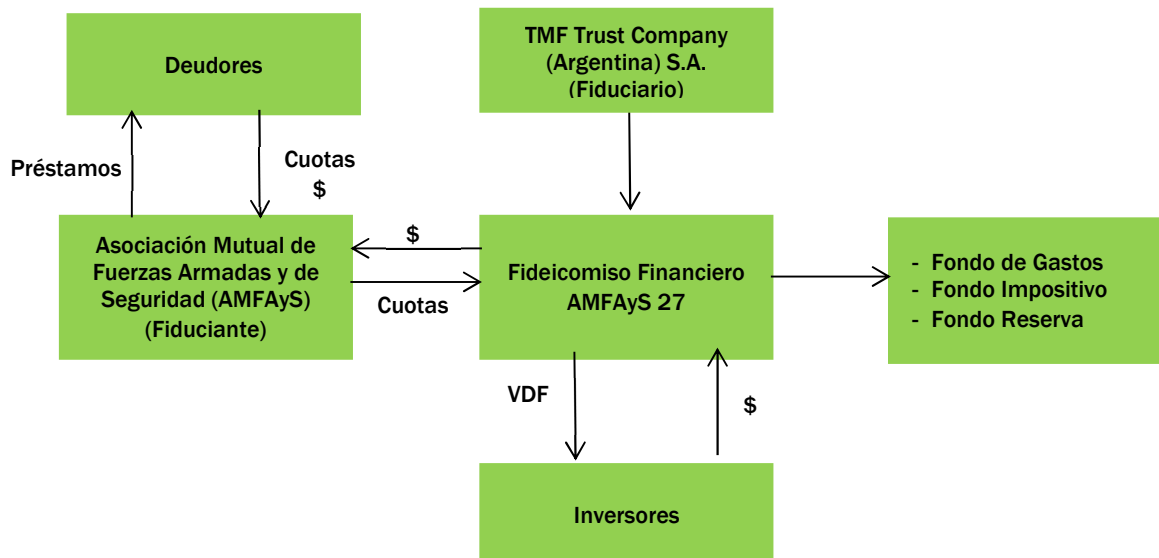 Deudores
TMF Trust Company
(Argentina) S.A.
(Fiduciario)
Préstamos
Cuotas
$
Asociación Mutual de
Fuerzas Armadas y de
Seguridad (AMFAyS)
(Fiduciante)
$
Cuotas
Fideicomiso Financiero
AMFAyS 27
- Fondo de Gastos
- Fondo Impositivo
- Fondo Reserva
VDF
$
Inversores